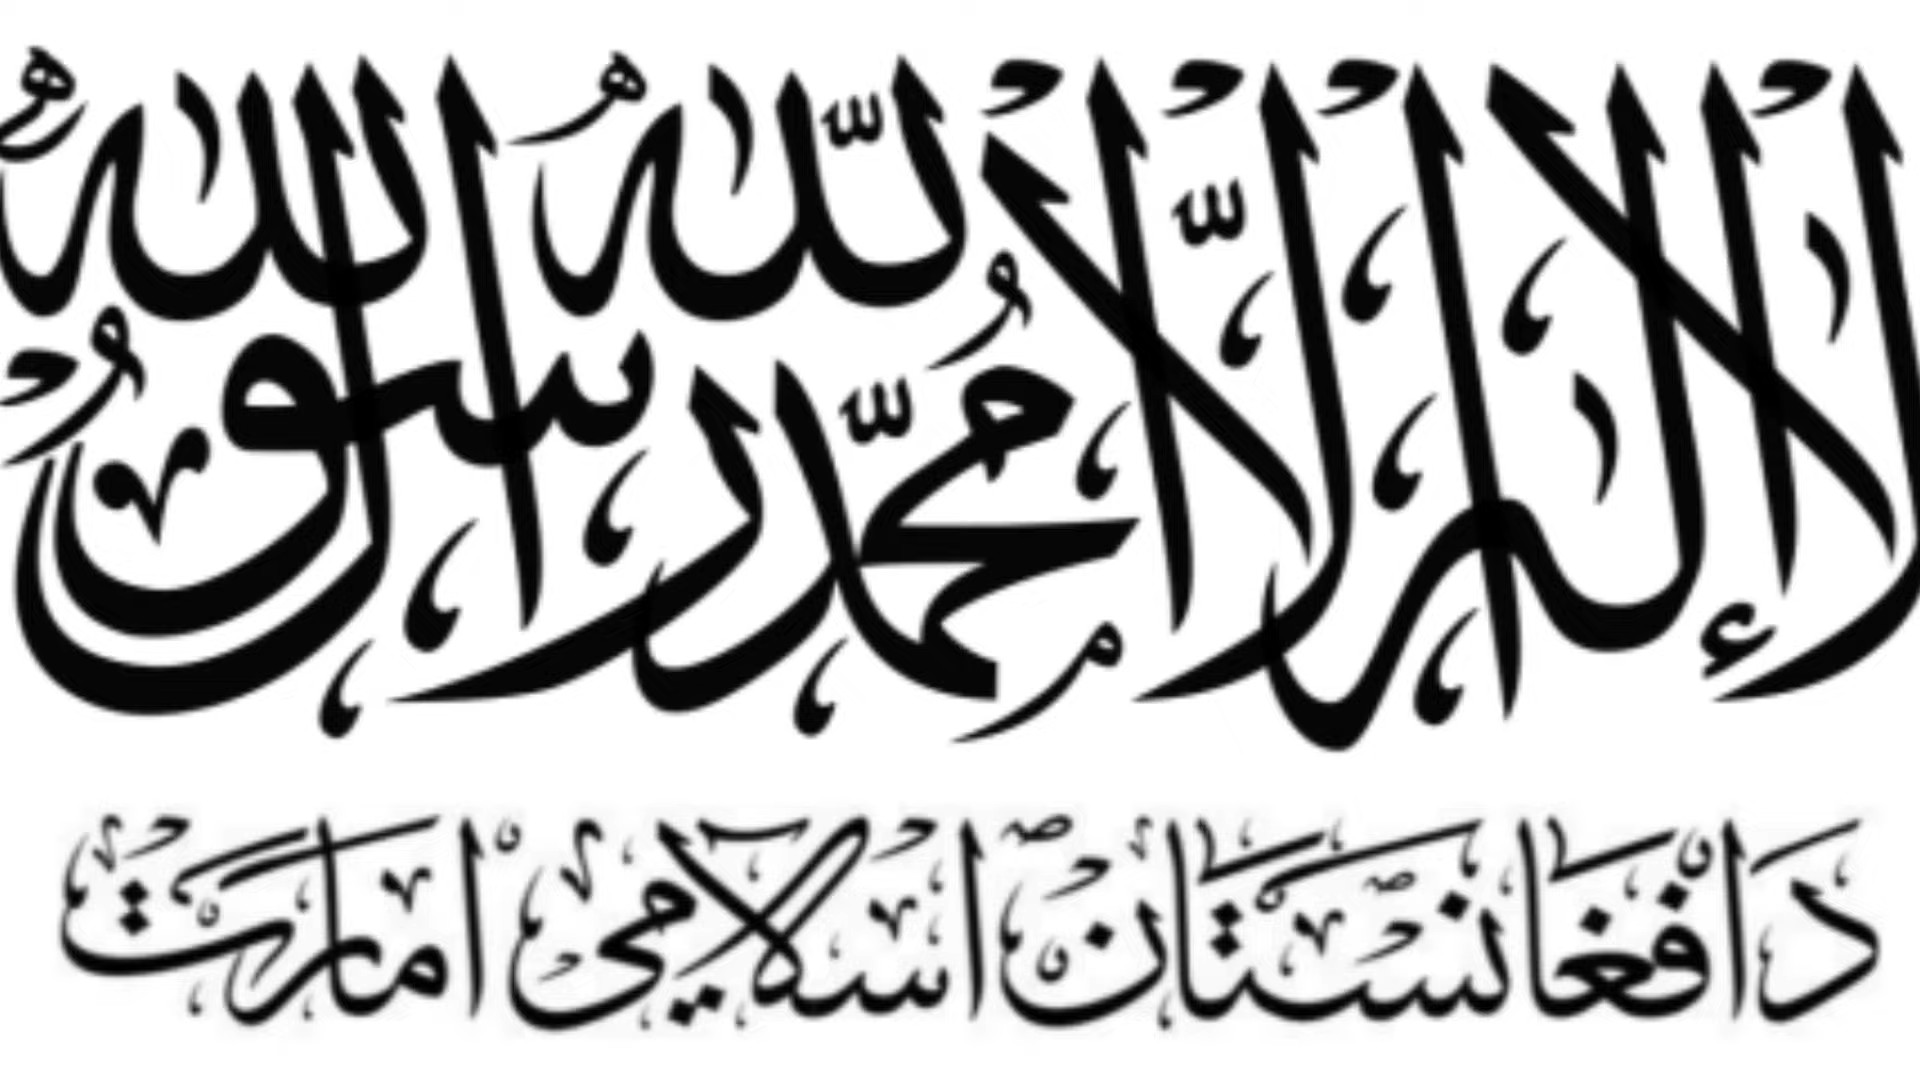 لا إله إلا الله محمد رسول الله
د افغانستان اسلامي امارت